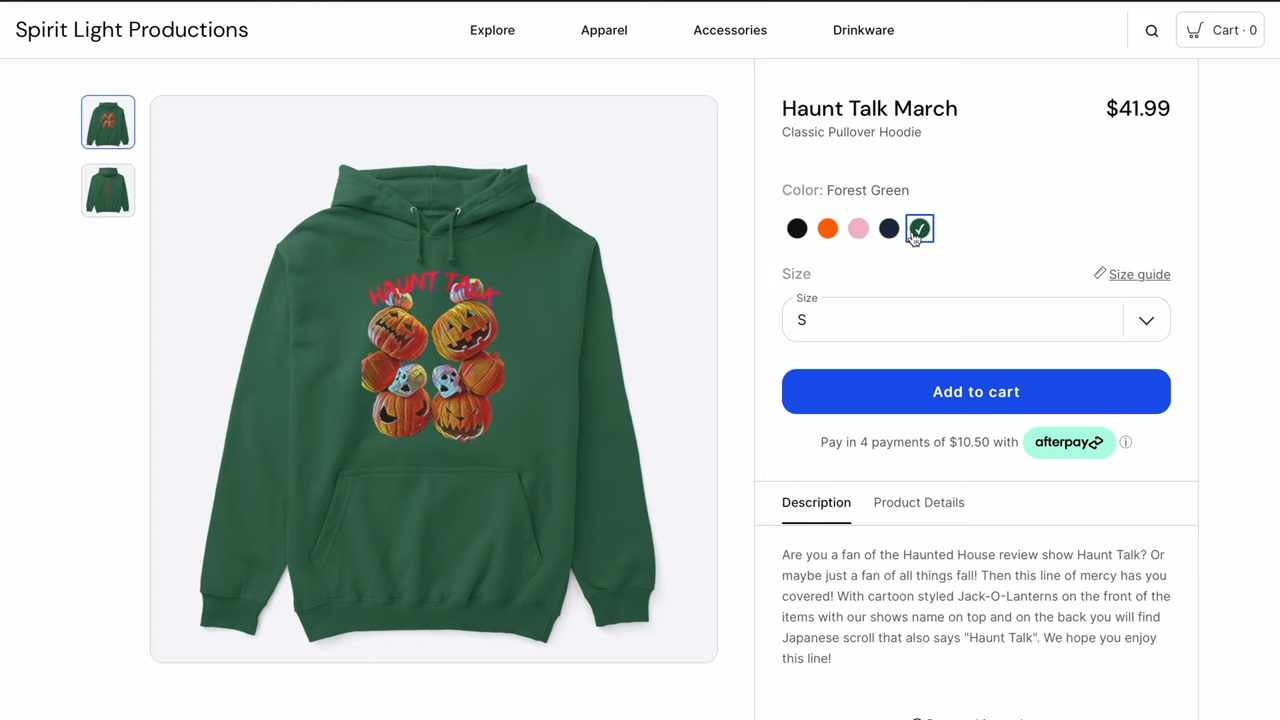 Spirit Light Productions
Explore
Apparel
Accessories
Drinkware
Cart · 0
Haunt Talk March
$41.99
Classic Pullover Hoodie
Color: Forest Green
Size
Size guide
Size
S
HAUNT TALK
Add to cart
Pay in 4 payments of $10.50 with afterpay
Description
Product Details
Are you a fan of the Haunted House review show Haunt Talk? Or
maybe just a fan of all things fall! Then this line of mercy has you
covered! With cartoon styled Jack-O-Lanterns on the front of the
items with our shows name on top and on the back you will find
Japanese scroll that also says "Haunt Talk". We hope you enjoy
this line!